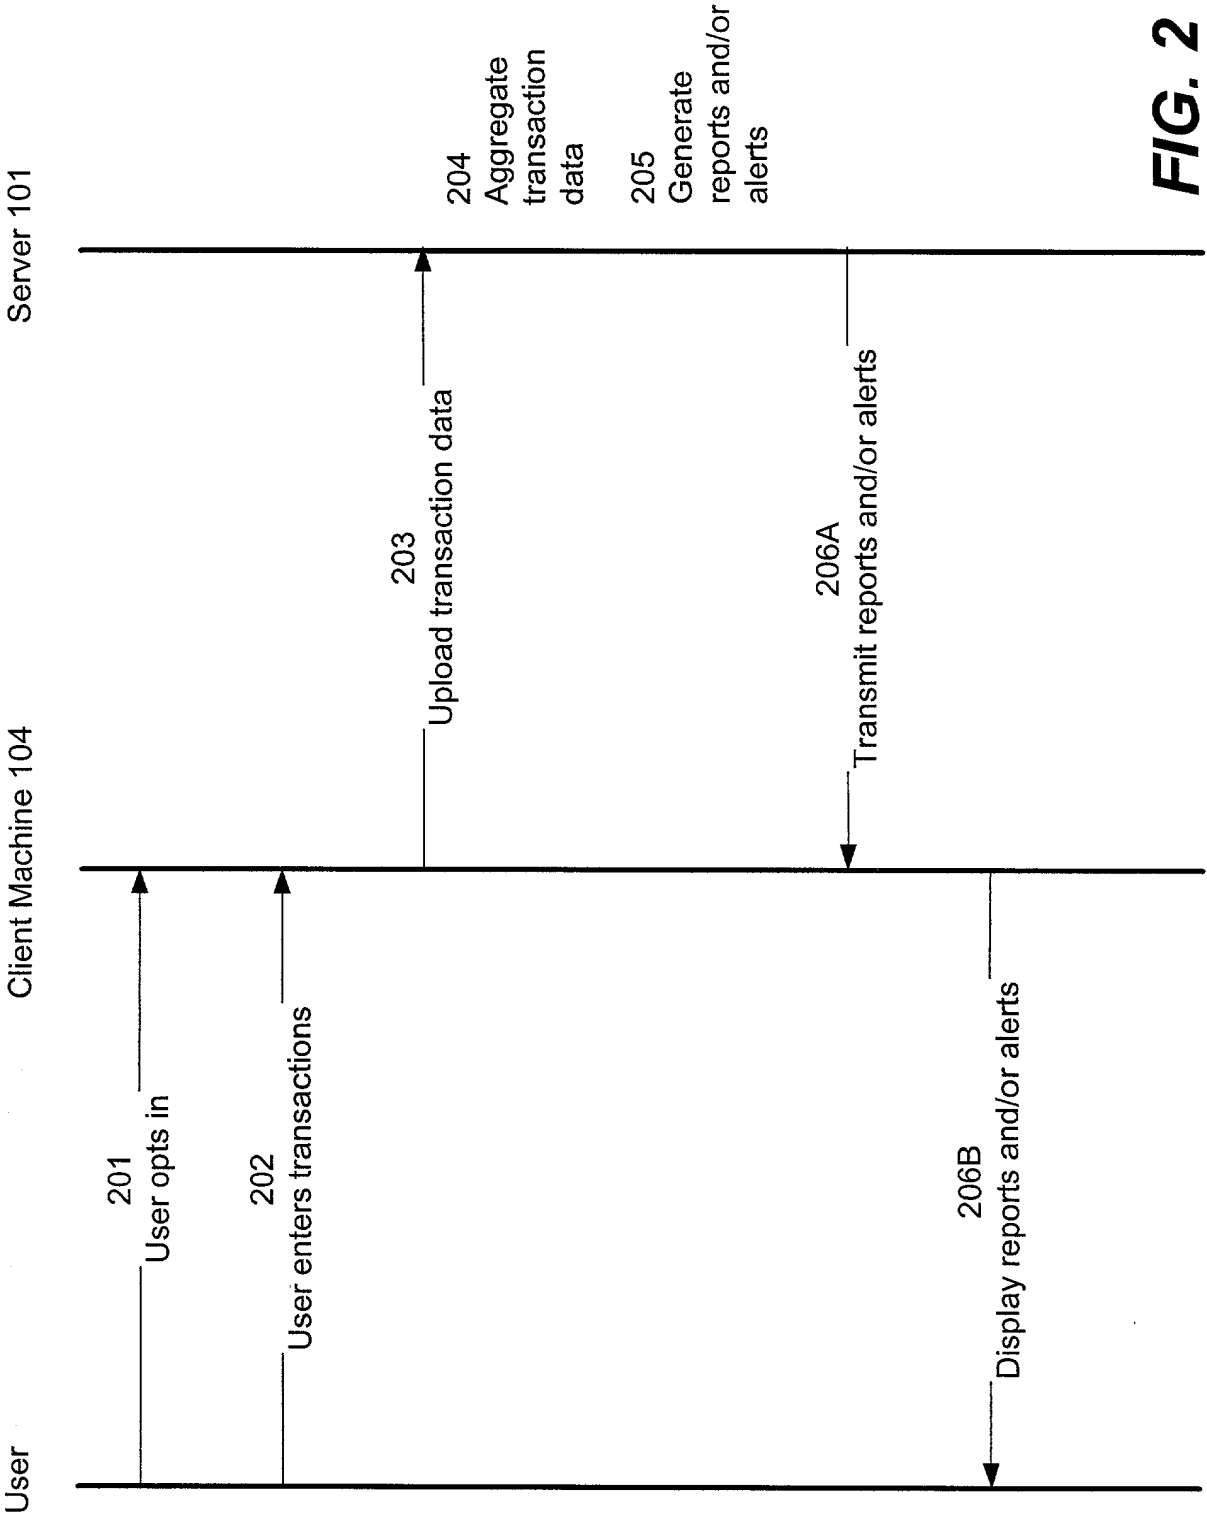 User
Client Machine 104
Server 101
201
User opts in
202
User enters transactions
203
Upload transaction data
204
Aggregate
transaction
data
205
Generate
reports and/or
alerts
206A
Transmit reports and/or alerts
206B
Display reports and/or alerts
FIG. 2